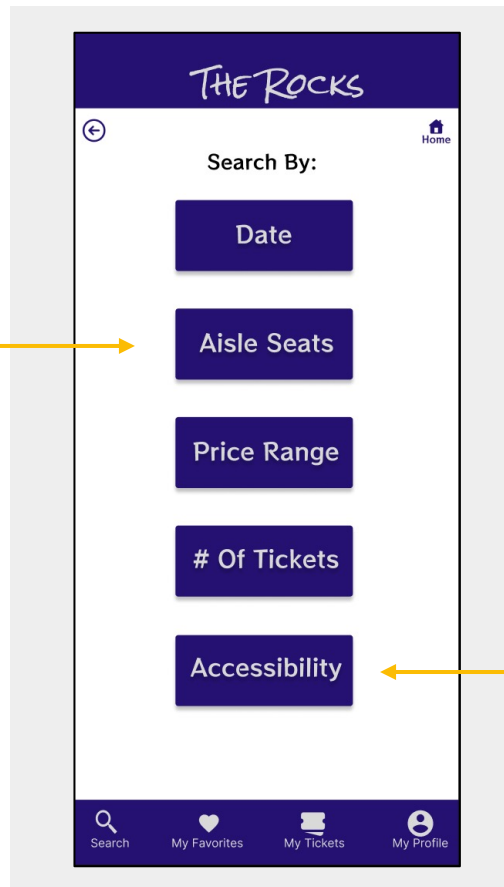 THE ROCKS
Home
Search By:
Date
Aisle Seats
Price Range
# Of Tickets
Accessibility
Search My Favorites My Tickets My Profile